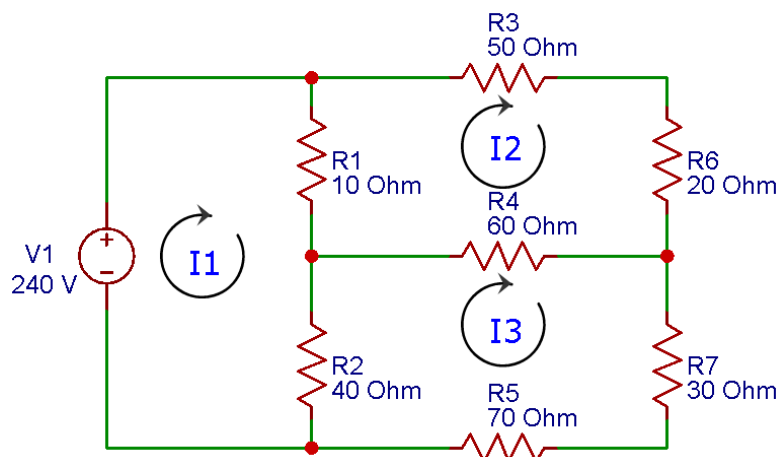 R3
50 Ohm
I2
R1
10 Ohm
R6
20 Ohm
R4
60 Ohm
V1
240 V
+
−
I1
I3
R2
40 Ohm
R7
30 Ohm
R5
70 Ohm